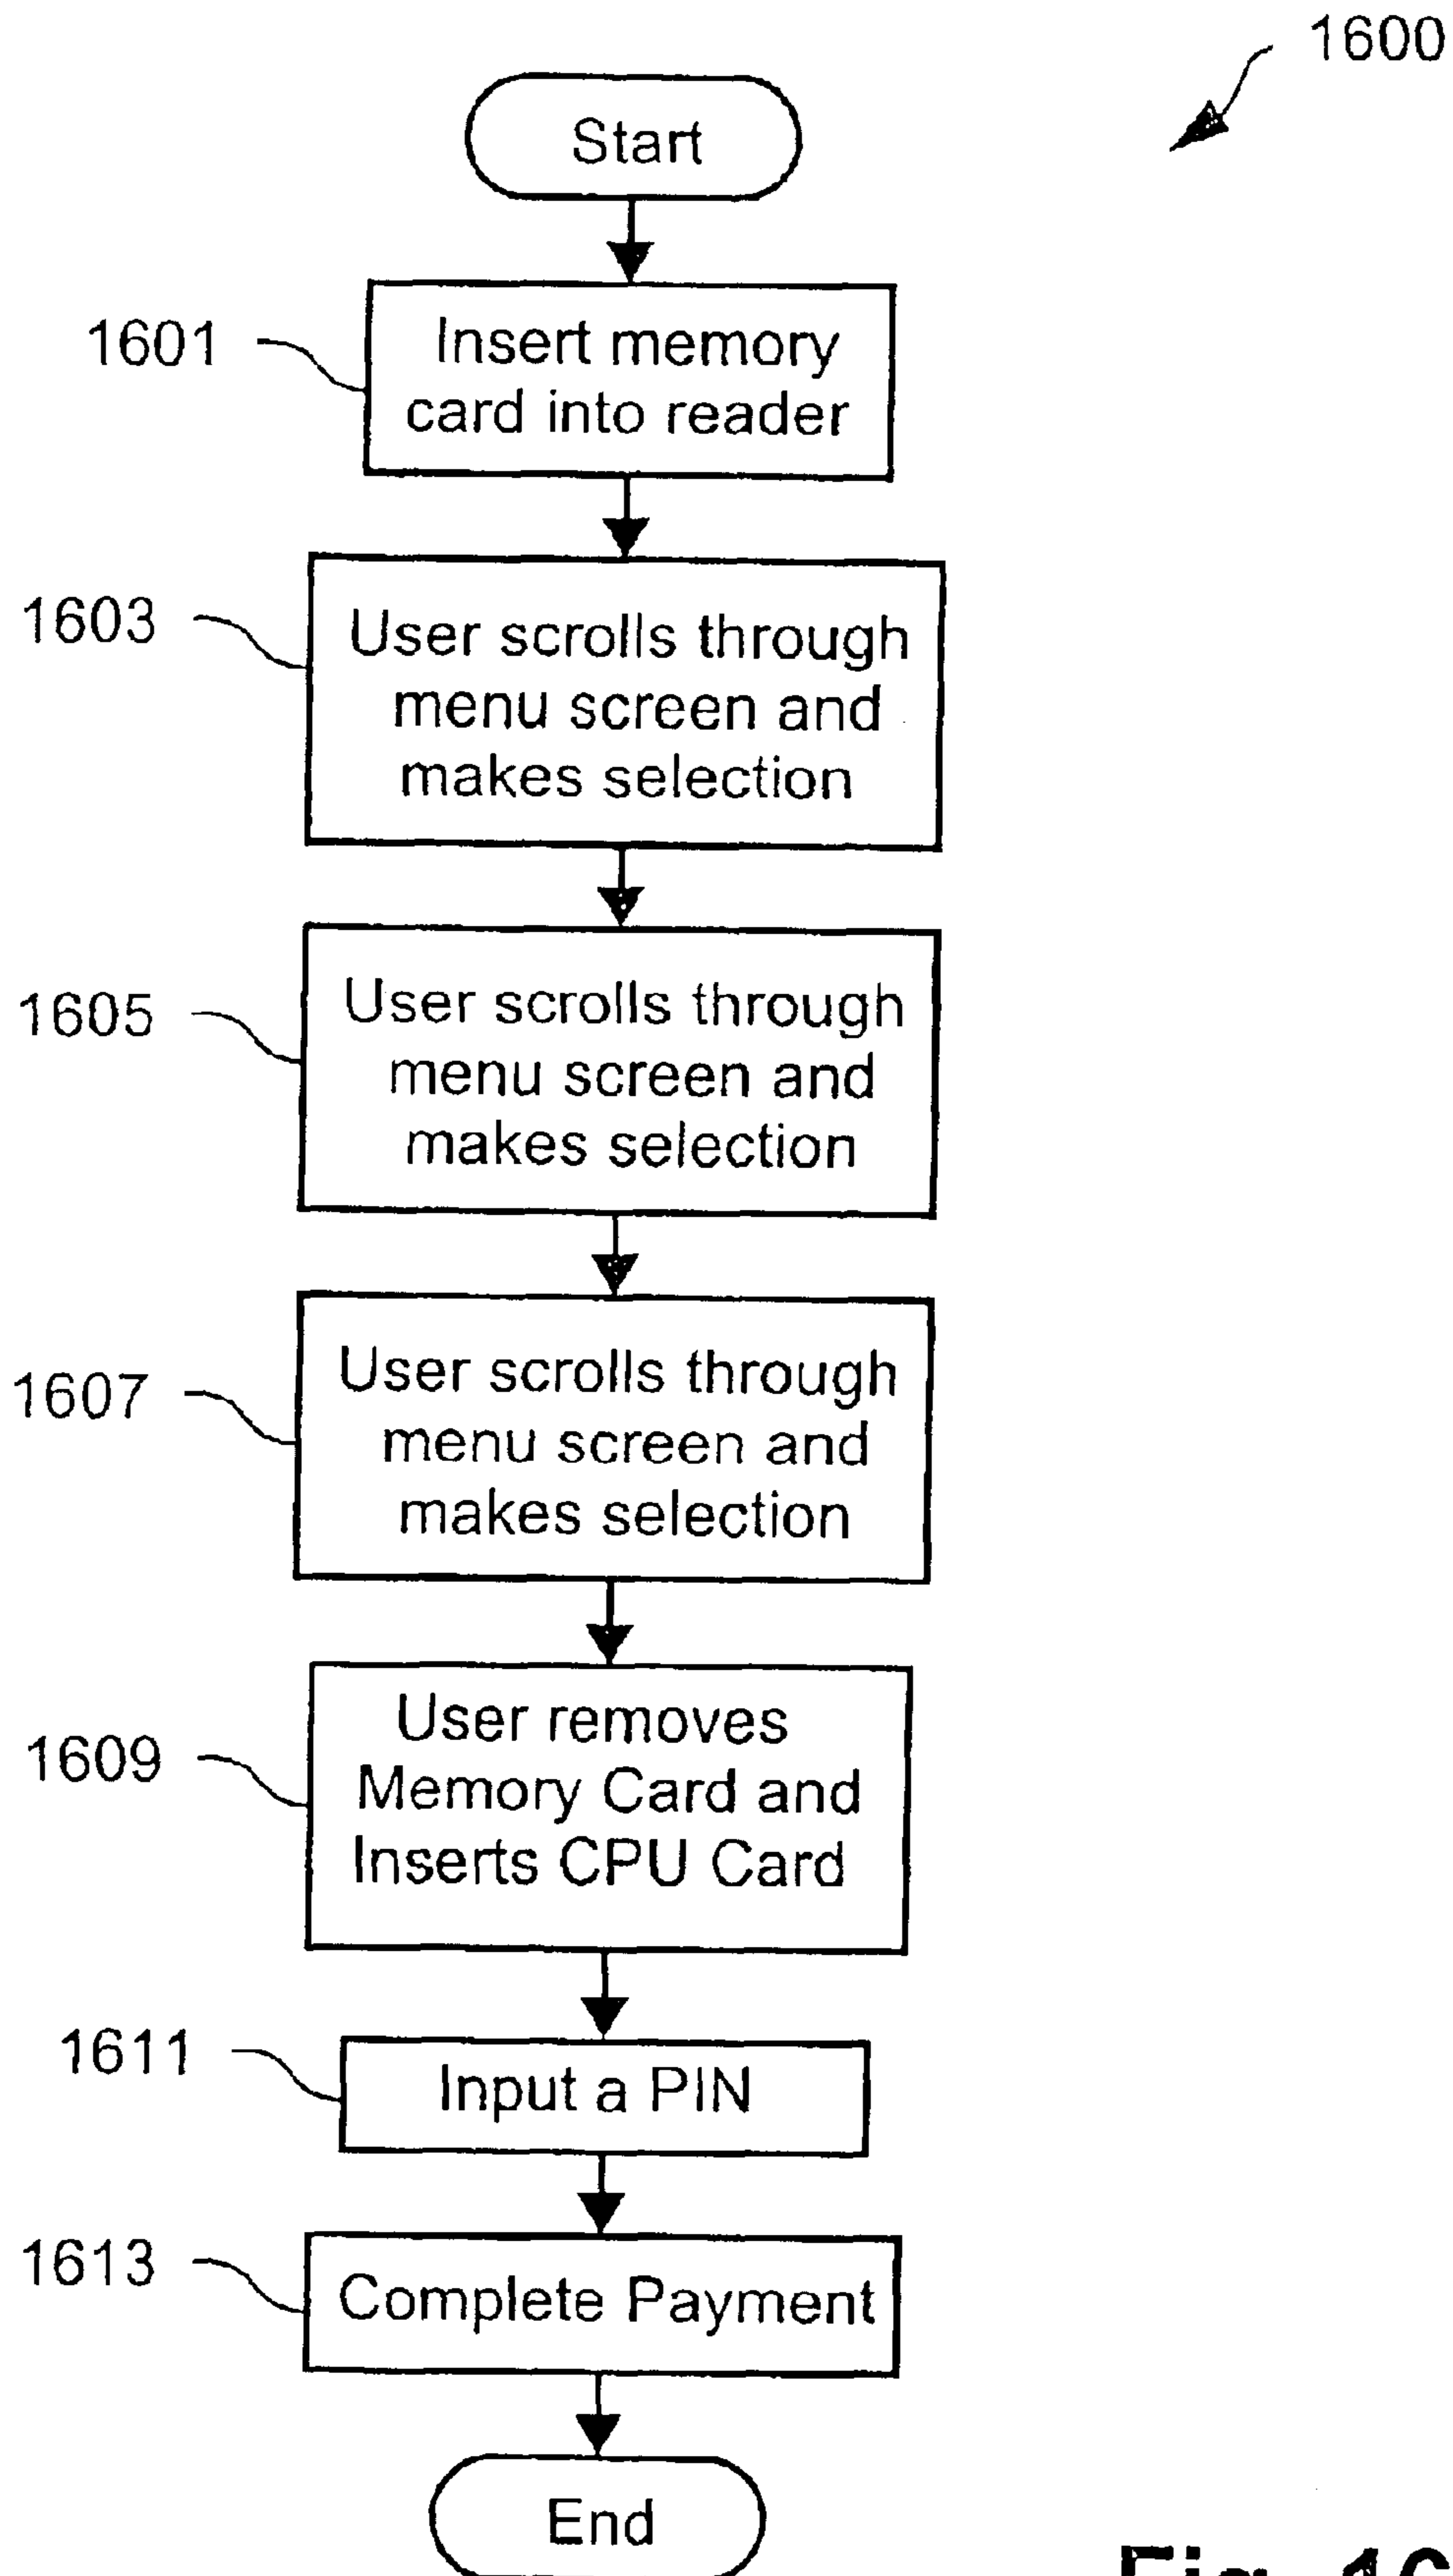 1600
Start
1601
Insert memory
card into reader
1603
User scrolls through
menu screen and
makes selection
1605
User scrolls through
menu screen and
makes selection
1607
User scrolls through
menu screen and
makes selection
1609
User removes
Memory Card and
Inserts CPU Card
1611
Input a PIN
1613
Complete Payment
End
Fig. 16